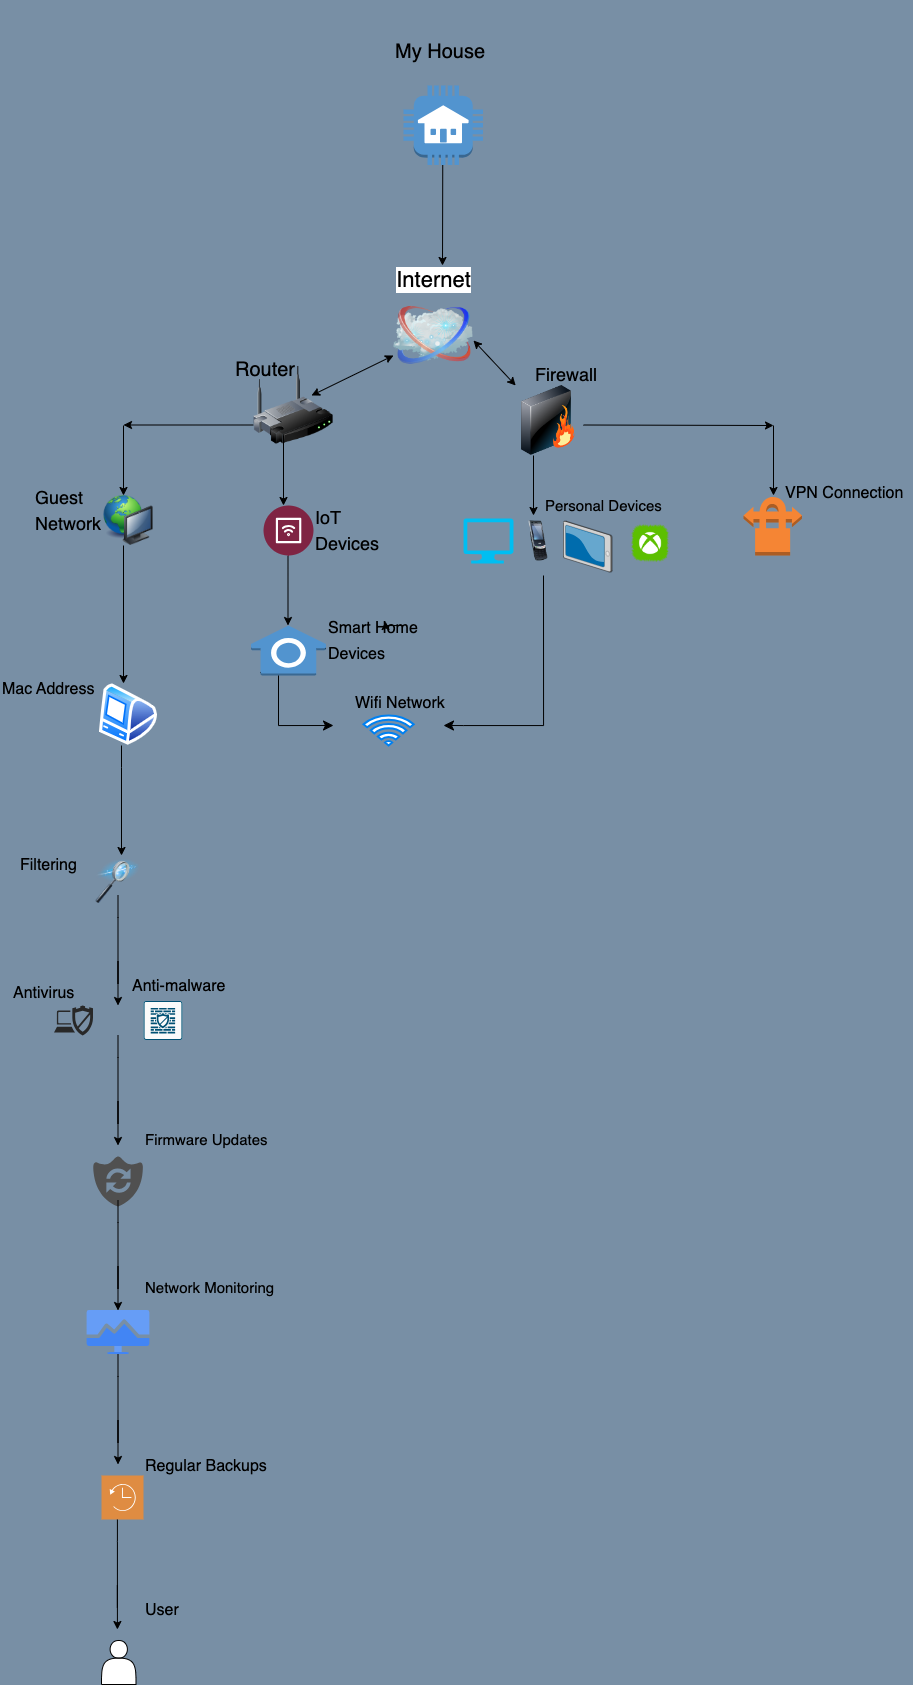 My House
Internet
Router
Firewall
Guest
Network
IoT
Devices
Personal Devices
VPN Connection
Smart Home
Devices
Mac Address
Wifi Network
Filtering
Antivirus
Anti-malware
Firmware Updates
Network Monitoring
Regular Backups
User